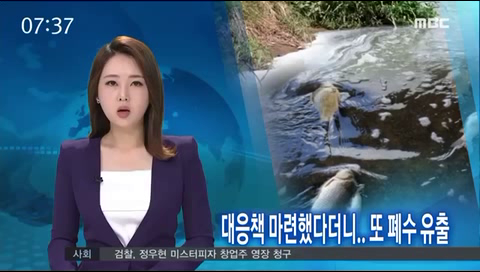 07:37
mbc
대응책 마련했다더니.. 또 폐수 유출
사회 검찰, 정우현 미스터피자 창업주 영장 청구